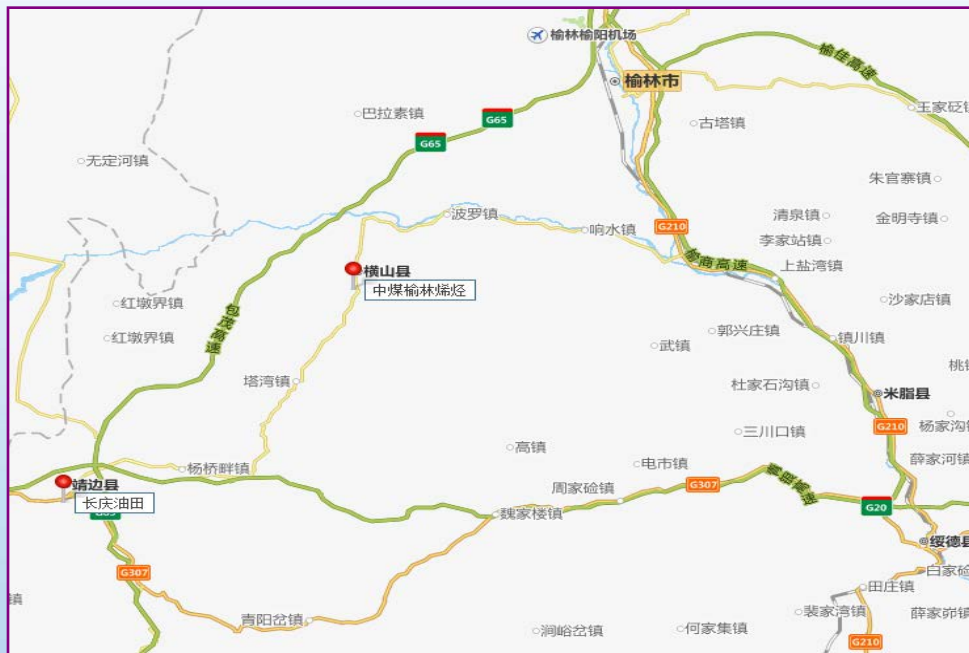 榆林榆阳机场
榆佳高速
榆林市
王家砭镇
巴拉素镇
G65
古塔镇
G65
无定河镇
朱官寨镇
波罗镇
清泉镇
金明寺镇
响水镇
G210
李家站镇
榆商高速
上盐湾镇
横山县
中煤榆林烯烃
红墩界镇
沙家店镇
包茂高速
红墩界镇
郭兴庄镇
镇川镇
武镇
桃镇
塔湾镇
杜家石沟镇
米脂县
G210
杨家沟镇
三川口镇
高镇
薛家河镇
杨桥畔镇
电市镇
靖边县
周家硷镇
G307
青银高速
长庆油田
G65
魏家楼镇
G20
绥德县
G307
白家硷
田庄镇
镇
青阳岔镇
裴家湾镇
薛家峁镇
涧峪岔镇
何家集镇
G210